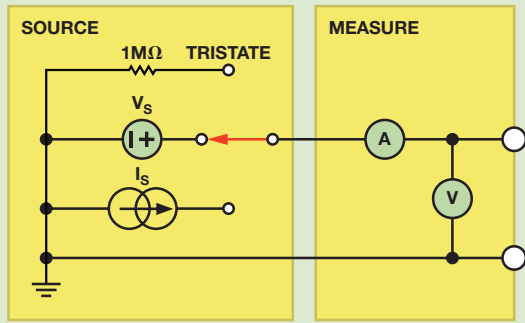 SOURCE
MEASURE
1MΩ TRISTATE
VS
A
IS
V